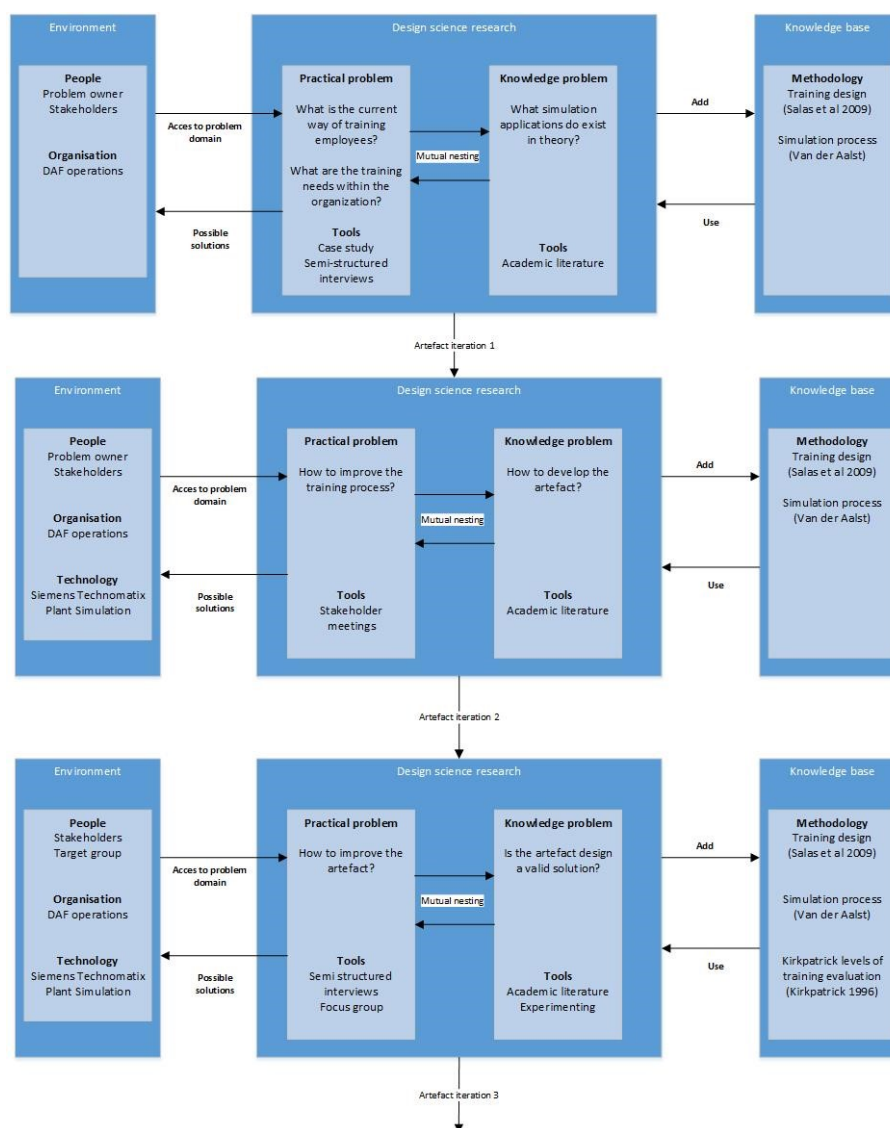 Environment
People
Problem owner
Stakeholders
Organisation
DAF operations
Acces to problem
domain
Possible
solutions
Design science research
Practical problem
What is the current
way of training
employees?
What are the training
needs within the
organization?
Tools
Case study
Semi-structured
interviews
Mutual nesting
Knowledge problem
What simulation
applications do exist
in theory?
Tools
Academic literature
Add
Use
Knowledge base
Methodology
Training design
(Salas et al 2009)
Simulation process
(Van der Aalst)
Artefact iteration 1
Environment
People
Problem owner
Stakeholders
Organisation
DAF operations
Technology
Siemens Technomatix
Plant Simulation
Acces to problem
domain
Possible
solutions
Design science research
Practical problem
How to improve the
training process?
Tools
Stakeholder
meetings
Mutual nesting
Knowledge problem
How to develop the
artefact?
Tools
Academic literature
Add
Use
Knowledge base
Methodology
Training design
(Salas et al 2009)
Simulation process
(Van der Aalst)
Artefact iteration 2
Environment
People
Stakeholders
Target group
Organisation
DAF operations
Technology
Siemens Technomatix
Plant Simulation
Acces to problem
domain
Possible
solutions
Design science research
Practical problem
How to improve the
artefact?
Tools
Semi structured
interviews
Focus group
Mutual nesting
Knowledge problem
Is the artefact design
a valid solution?
Tools
Academic literature
Experimenting
Add
Use
Knowledge base
Methodology
Training design
(Salas et al 2009)
Simulation process
(Van der Aalst)
Kirkpatrick levels of
training evaluation
(Kirkpatrick 1996)
Artefact iteration 3